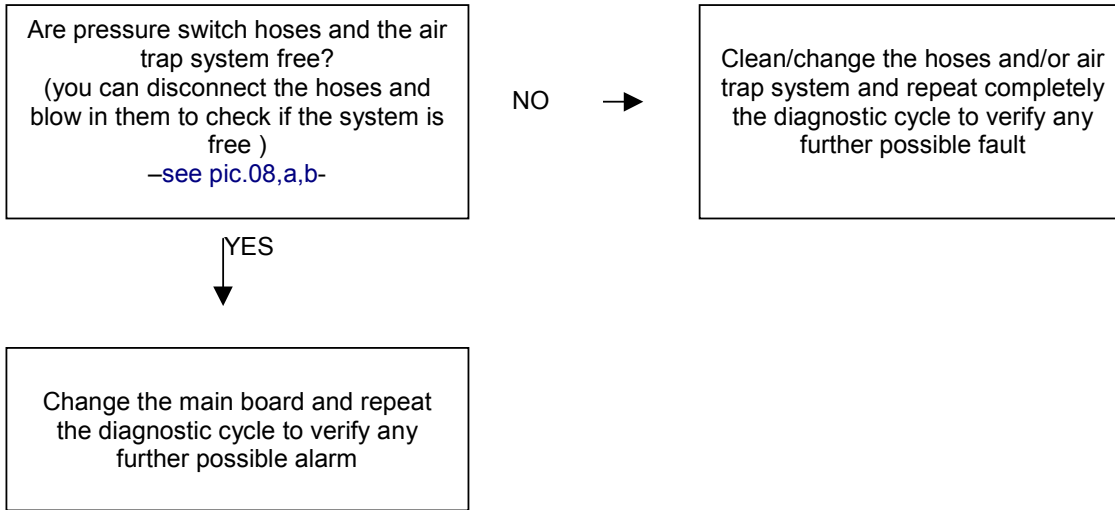 Are pressure switch hoses and the air
trap system free?
(you can disconnect the hoses and
blow in them to check if the system is
free )
–see pic.08,a,b-
NO
Clean/change the hoses and/or air
trap system and repeat completely
the diagnostic cycle to verify any
further possible fault
YES
Change the main board and repeat
the diagnostic cycle to verify any
further possible alarm